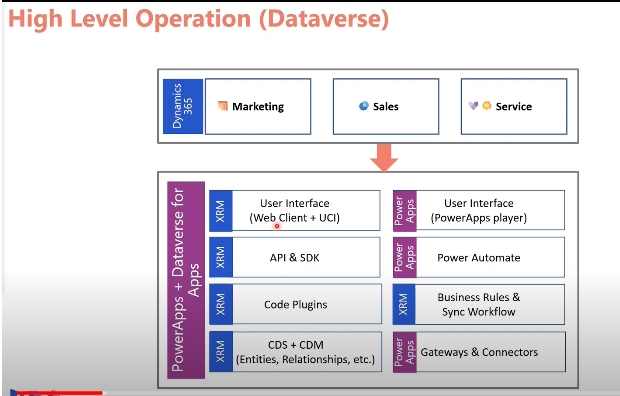 High Level Operation (Dataverse)
Dynamics
365
Marketing
Sales
Service
PowerApps + Dataverse for
Apps
XRM
User Interface
(Web Client + UCI)
Power
Apps
User Interface
(PowerApps player)
XRM
API & SDK
Power
Apps
Power Automate
XRM
Code Plugins
XRM
Business Rules &
Sync Workflow
XRM
CDS + CDM
(Entities, Relationships, etc.)
Power
Apps
Gateways & Connectors